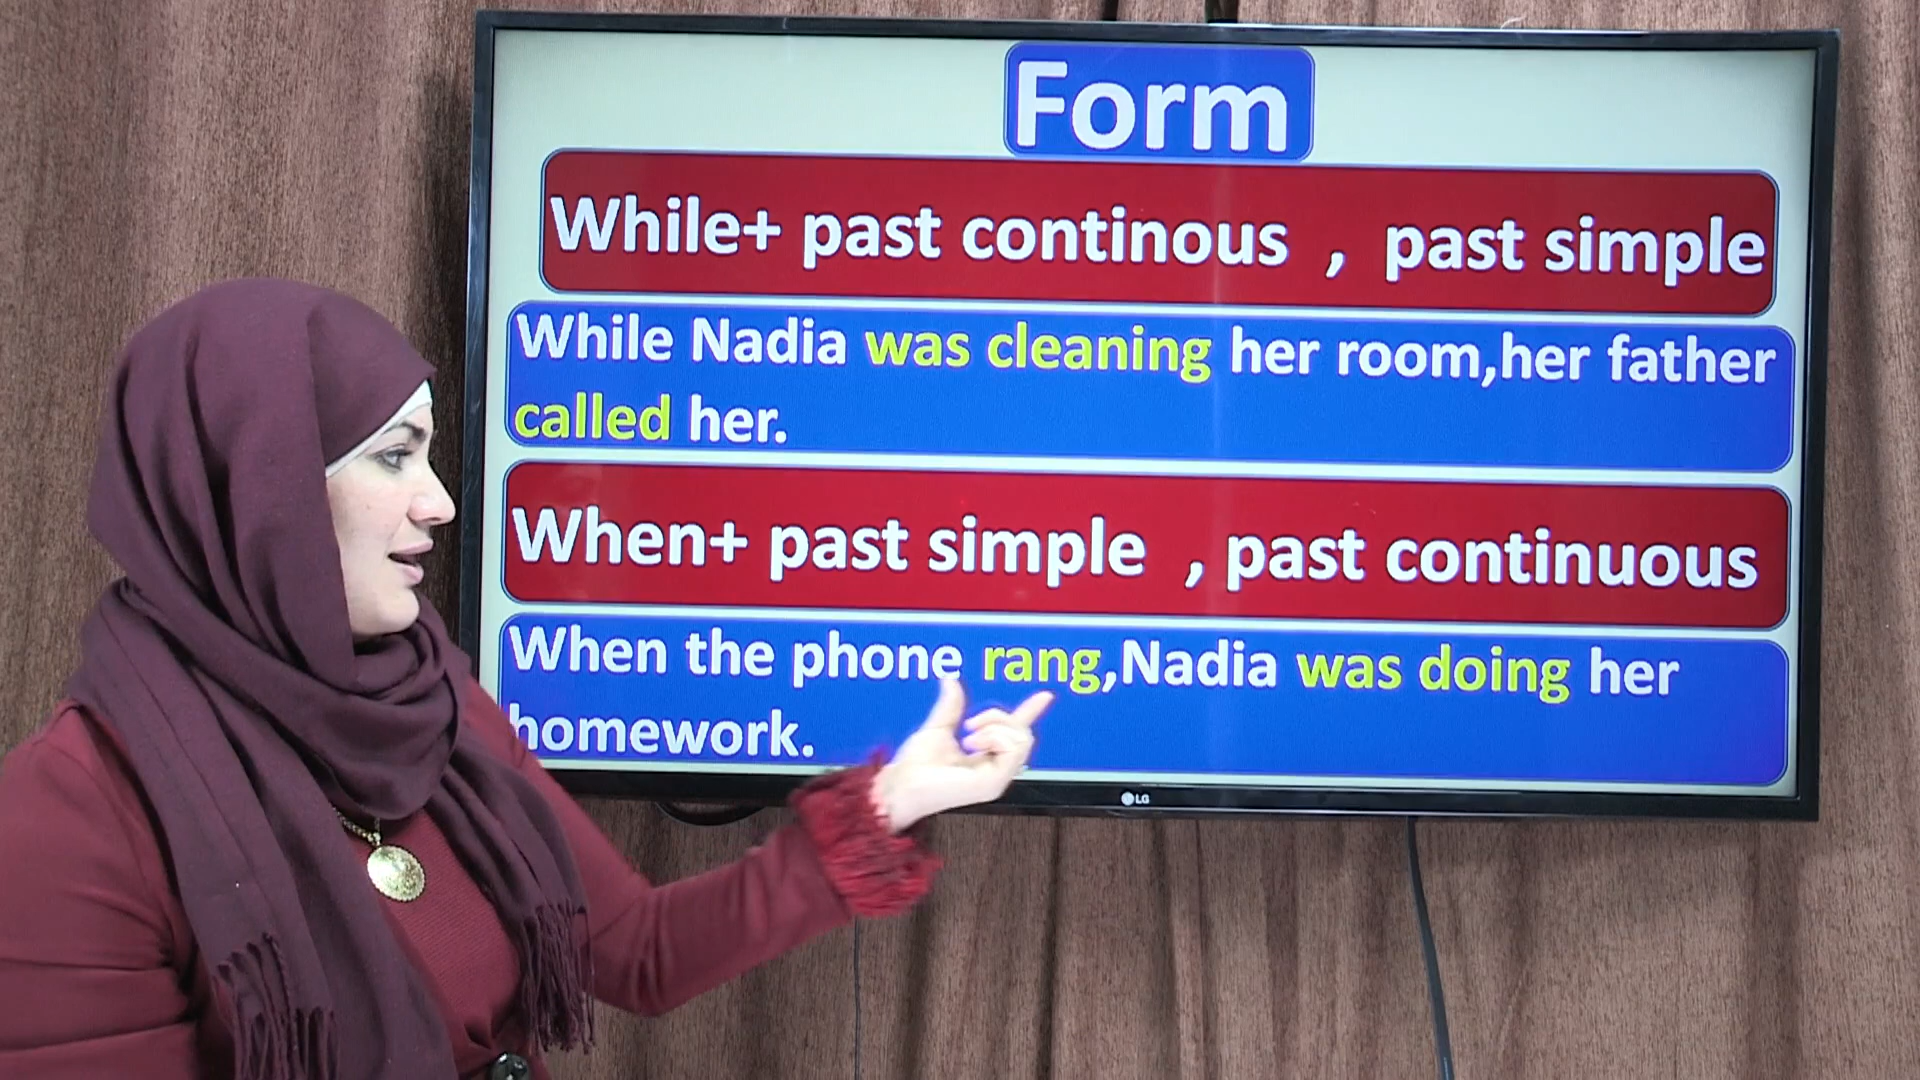 Form
While+ past continous , past simple
While Nadia was cleaning her room,her father
called her.
When+ past simple , past continuous
When the phone rang,Nadia was doing her
homework.
LG